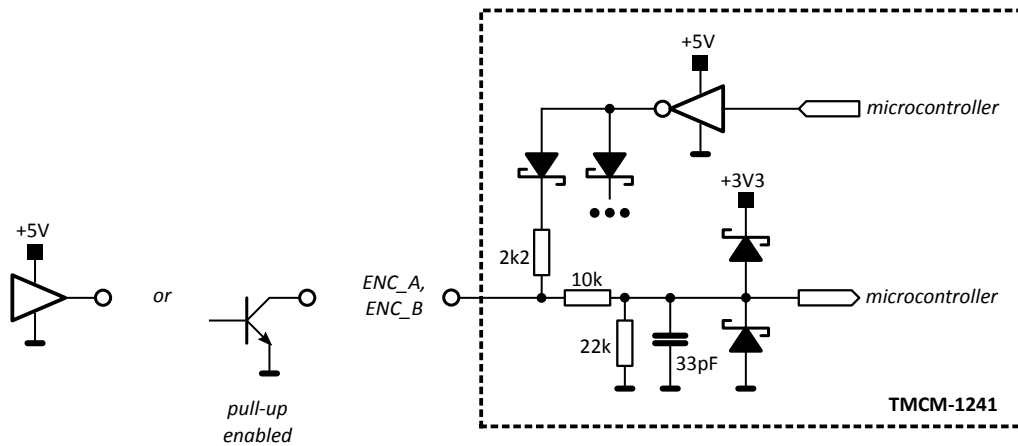 +5V
microcontroller
+3V3
+5V
2k2
10k
or
ENC_A,
ENC_B
microcontroller
22k
33pF
pull-up
enabled
TMCM-1241